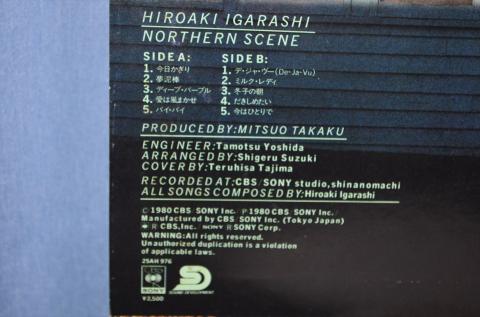 HIROAKI IGARASHI
NORTHERN SCENE
SIDE A:
1. 今日かぎり
2. 夢泥棒
3. ディープ・パープル
4. 愛は風まかせ
5. バイ・バイ
SIDE B:
1. デ・ジャ・ヴー(De-Ja-Vu)
2. ミルク・レディ
3. 冬子の朝
4. だきしめたい
5. 今はひとりで
PRODUCED BY: MITSUO TAKAKU
ENGINEER: Tamotsu Yoshida
ARRANGED BY: Shigeru Suzuki
COVER BY: Teruhisa Tajima
RECORDED AT: CBS/SONY studio, shinanomachi
ALL SONGS COMPOSED BY: Hiroaki Igarashi
Ⓒ 1980 CBS/SONY Inc. Ⓟ 1980 CBS/SONY Inc.
Manufactured by CBS/SONY Inc. (Tokyo Japan)
® CBS, Inc. SONY ® SONY Corp.
WARNING: All rights reserved.
Unauthorized duplication is a violation
of applicable laws.
25AH 976
CBS
SONY
SD
SOUND DEVELOPMENT
¥2,500